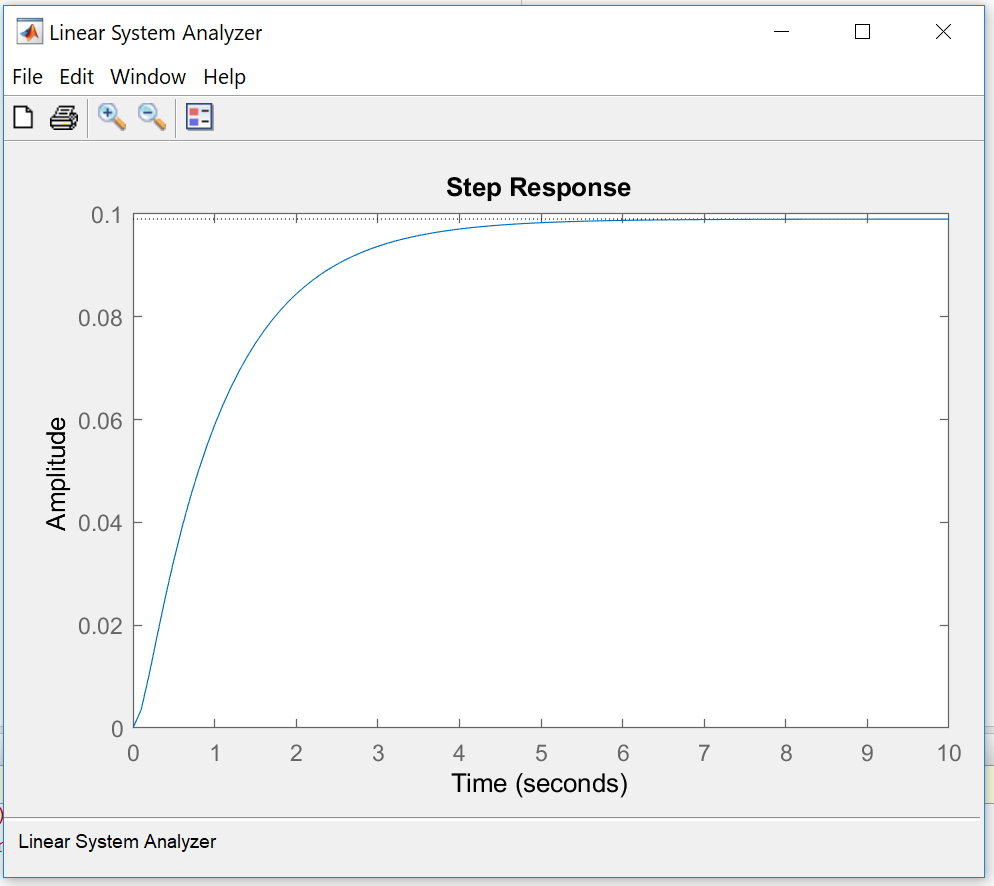 Linear System Analyzer
File Edit Window Help
Step Response
0.1
0.08
0.06
0.04
0.02
0
Amplitude
0 1 2 3 4 5 6 7 8 9 10
Time (seconds)
Linear System Analyzer